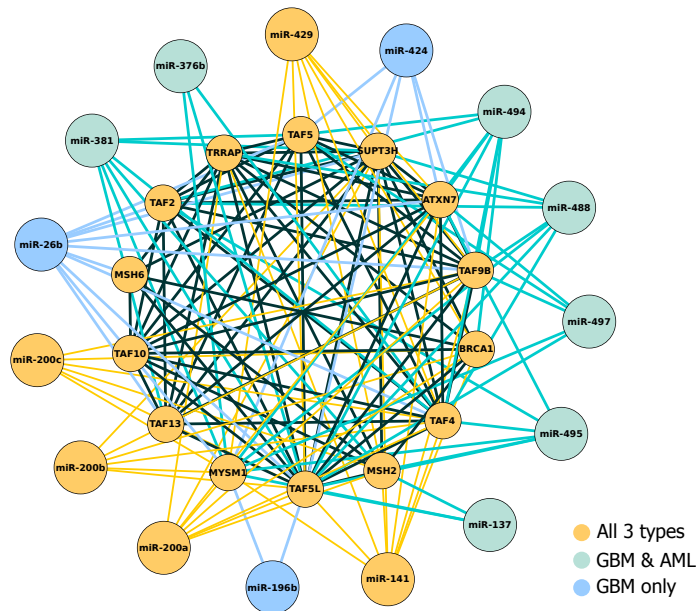 miR-429
miR-424
miR-376b
miR-494
miR-381
TAF5
SUPT3H
TRRAP
TAF2
ATXN7
miR-488
miR-26b
MSH6
TAF9B
miR-497
TAF10
BRCA1
miR-200c
TAF13
TAF4
miR-495
miR-200b
MYSM1
MSH2
TAF5L
miR-137
miR-200a
miR-196b
miR-141
All 3 types
GBM & AML
GBM only